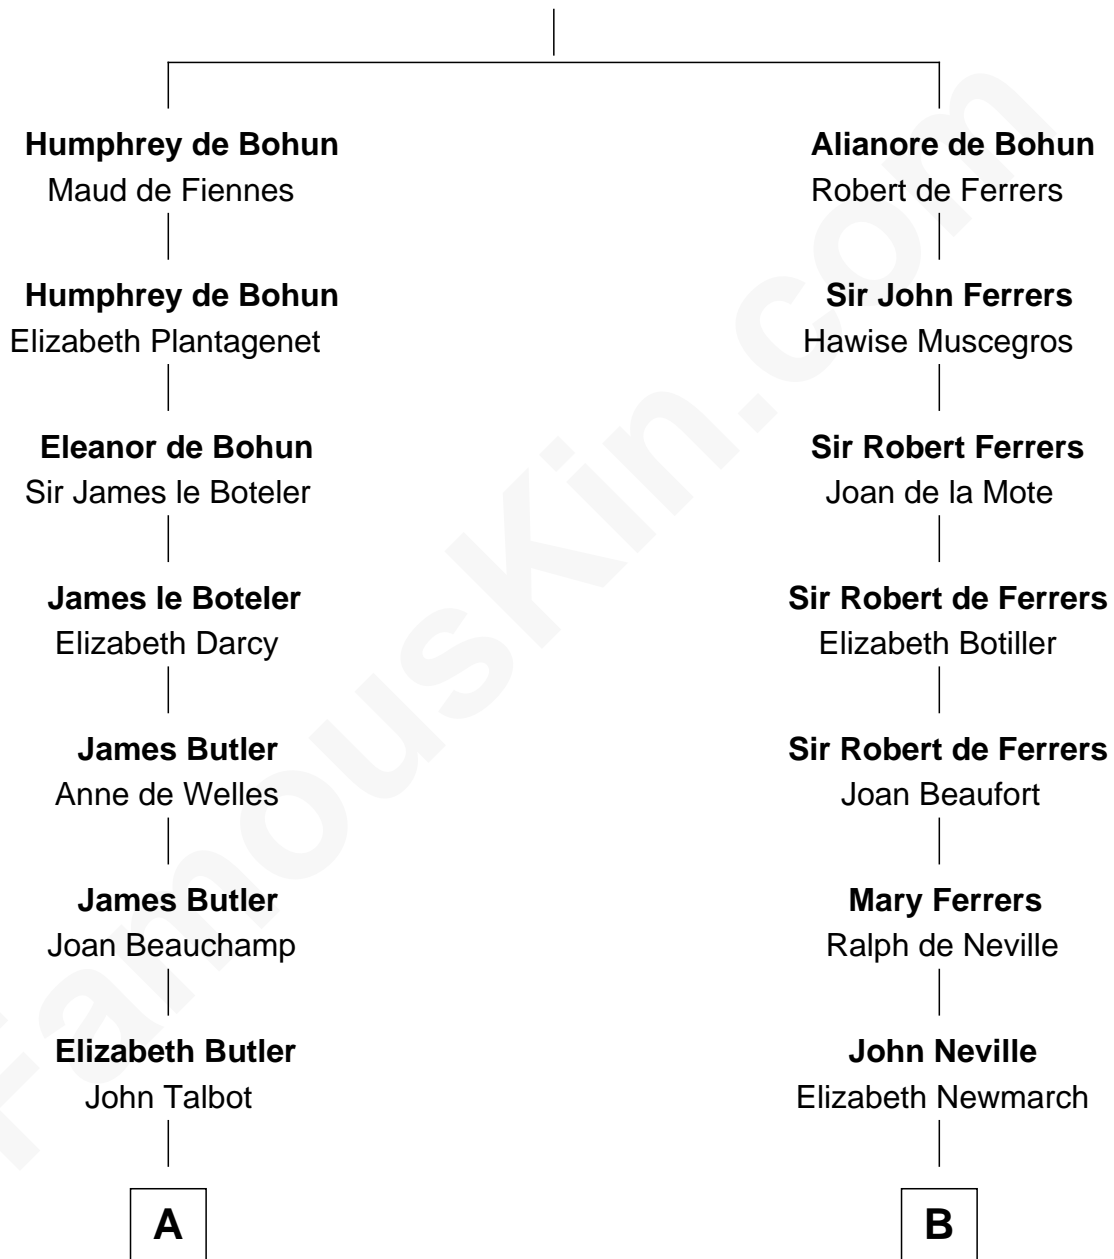 Humphrey de Bohun
Maud de Fiennes
Humphrey de Bohun
Elizabeth Plantagenet
Eleanor de Bohun
Sir James le Boteler
James le Boteler
Elizabeth Darcy
James Butler
Anne de Welles
James Butler
Joan Beauchamp
Elizabeth Butler
John Talbot
A
Alianore de Bohun
Robert de Ferrers
Sir John Ferrers
Hawise Muscegros
Sir Robert Ferrers
Joan de la Mote
Sir Robert de Ferrers
Elizabeth Botiller
Sir Robert de Ferrers
Joan Beaufort
Mary Ferrers
Ralph de Neville
John Neville
Elizabeth Newmarch
B
FamousKin.com